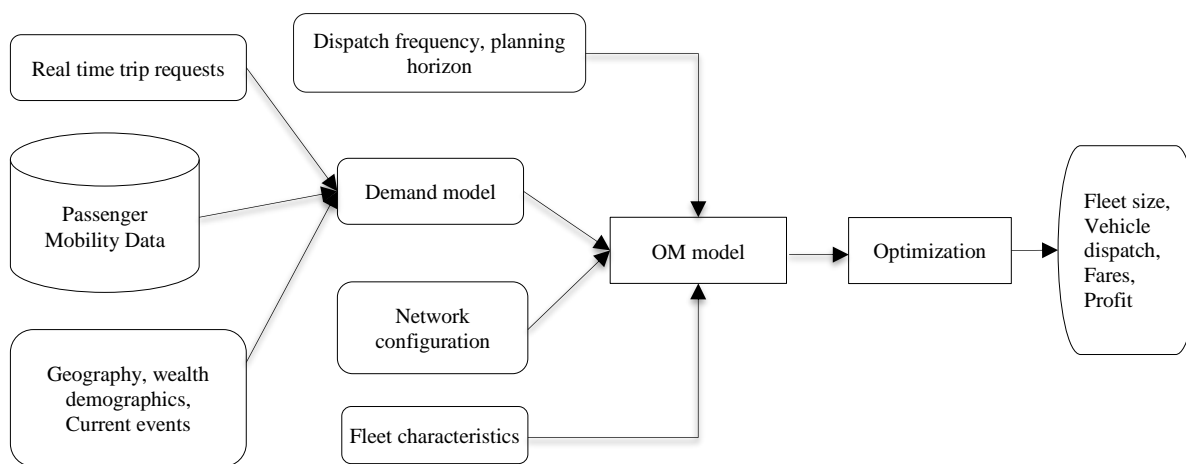 Real time trip requests
Dispatch frequency, planning
horizon
Passenger
Mobility Data
Demand model
Geography, wealth
demographics,
Current events
Network
configuration
Fleet characteristics
OM model
Optimization
Fleet size,
Vehicle
dispatch,
Fares,
Profit